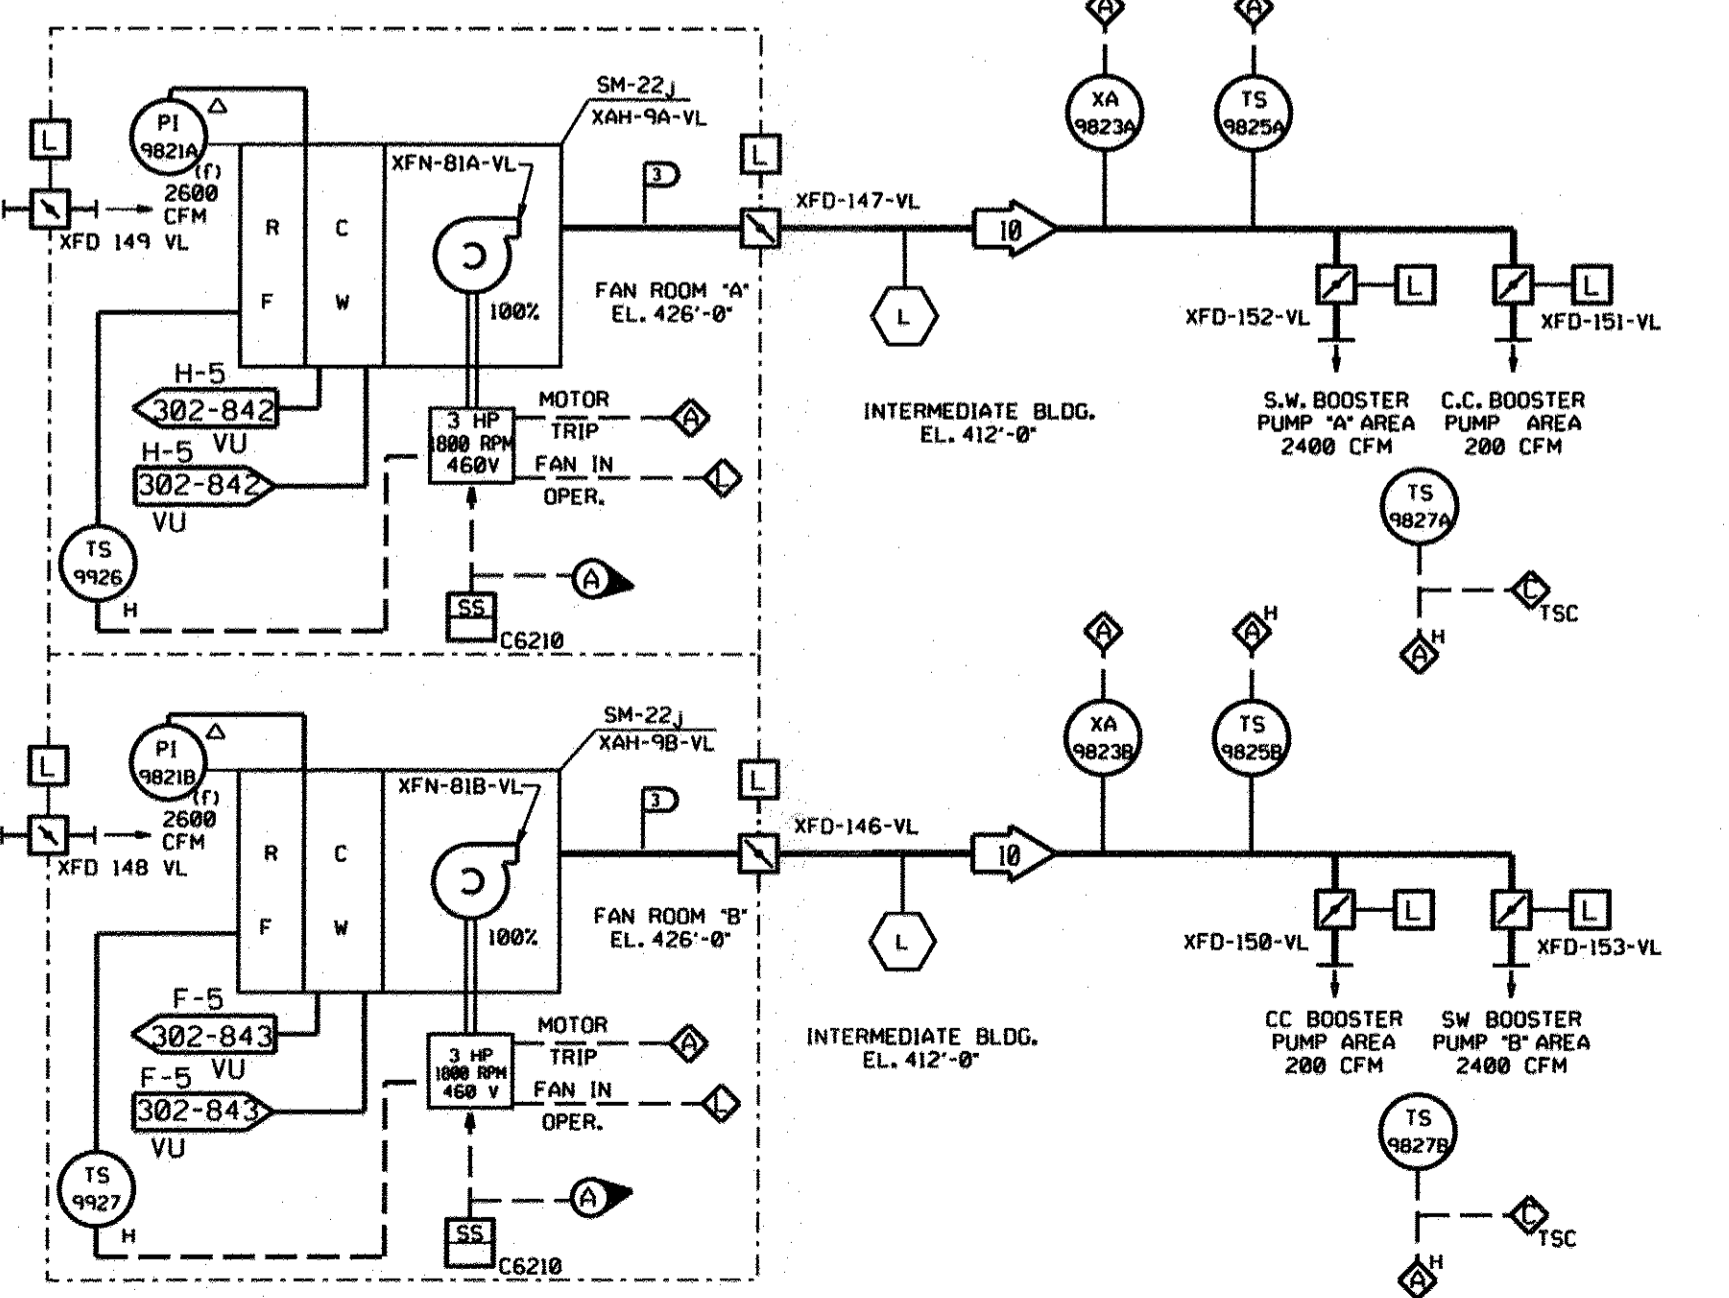 A
A
SM-22j
XAH-9A-VL
PI
9821A
(f)
2600
CFM
L
XFD 149 VL
XFN-81A-VL
3
L
XFD-147-VL
XA
9823A
TS
9825A
R
F
C
W
100%
FAN ROOM "A"
EL. 426'-0"
10
L
XFD-152-VL
L
XFD-151-VL
L
H-5
302-842
VU
H-5
302-842
VU
3 HP
1800 RPM
460V
MOTOR
TRIP
A
FAN IN
OPER.
L
INTERMEDIATE BLDG.
EL. 412'-0"
S.W. BOOSTER
PUMP "A" AREA
2400 CFM
C.C. BOOSTER
PUMP AREA
200 CFM
TS
9827A
TS
9926
H
A
SS
C6210
C
TSC
H
A
A
A
H
SM-22j
XAH-9B-VL
PI
9821B
(f)
2600
CFM
L
XFD 148 VL
XFN-81B-VL
3
L
XFD-146-VL
XA
9823B
TS
9825B
R
F
C
W
100%
FAN ROOM "B"
EL. 426'-0"
10
L
XFD-150-VL
L
XFD-153-VL
L
F-5
302-843
VU
F-5
302-843
VU
3 HP
1800 RPM
460 V
MOTOR
TRIP
A
FAN IN
OPER.
L
INTERMEDIATE BLDG.
EL. 412'-0"
CC BOOSTER
PUMP AREA
200 CFM
SW BOOSTER
PUMP "B" AREA
2400 CFM
TS
9827B
TS
9927
H
A
SS
C6210
C
TSC
H
A